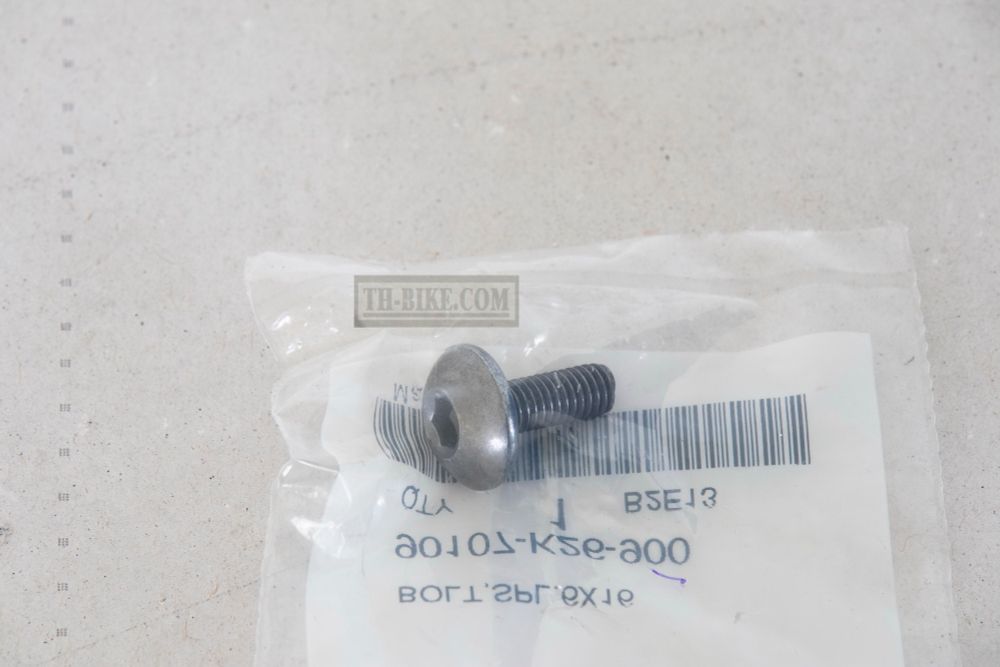 TH-BIKE.COM
BOLT,SPL.6X16
90107-K26-900
QTY 1 B2E13